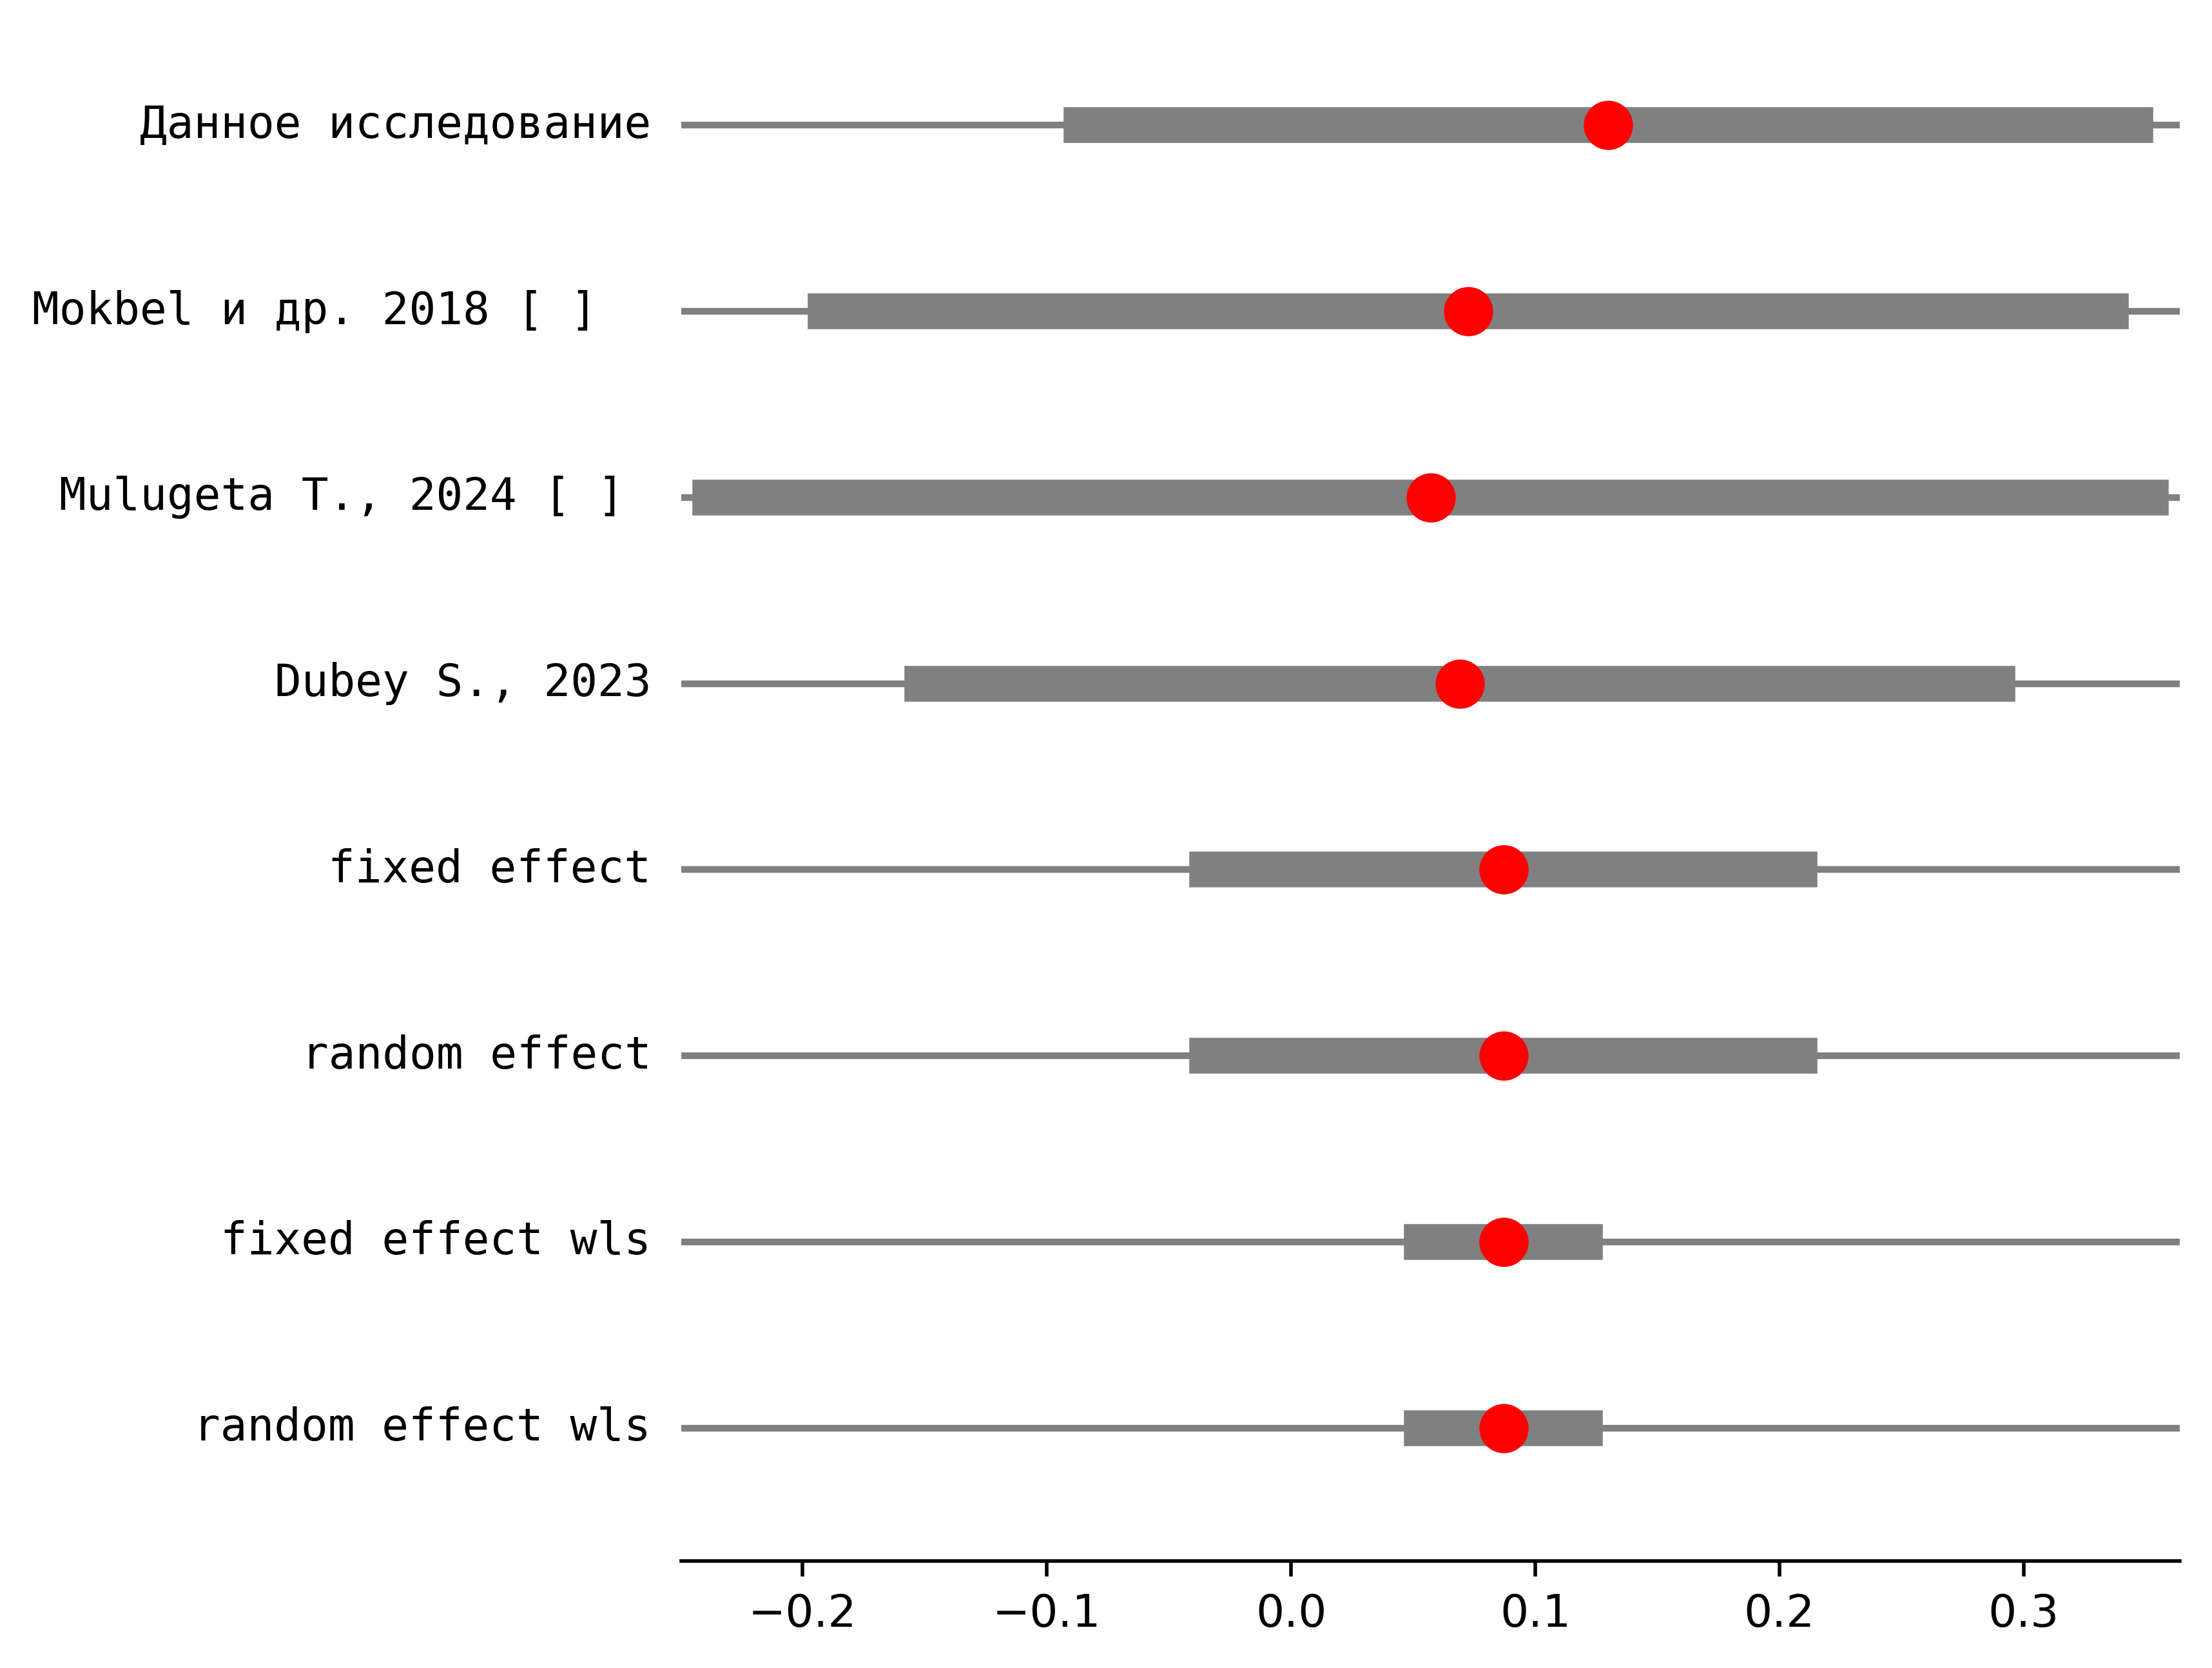 Данное исследование
Mokbel и др. 2018 [ ]
Mulugeta T., 2024 [ ]
Dubey S., 2023
fixed effect
random effect
fixed effect wls
random effect wls
−0.2 −0.1 0.0 0.1 0.2 0.3